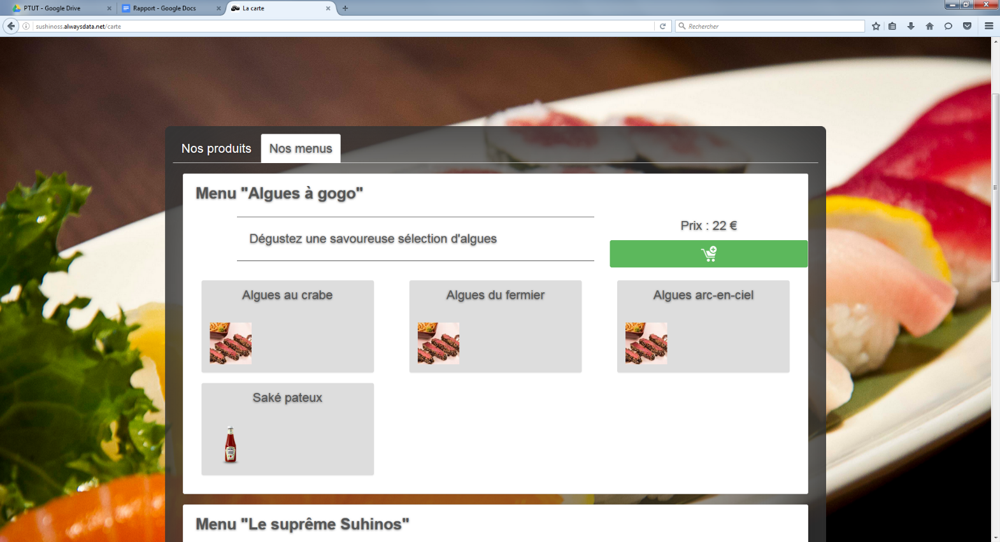 PTUT - Google Drive
Rapport - Google Docs
La carte
sushinoss.alwaysdata.net/carte
Rechercher
Nos produits
Nos menus
Menu "Algues à gogo"
Dégustez une savoureuse sélection d'algues
Prix : 22 €
Algues au crabe
Algues du fermier
Algues arc-en-ciel
Saké pateux
Menu "Le suprême Suhinos"